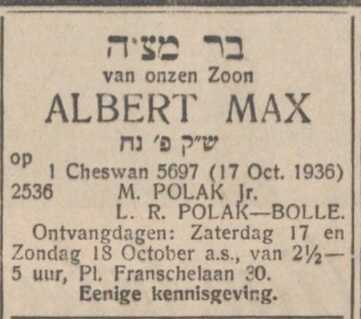 בר מצוה
van onzen Zoon
ALBERT MAX
ש״ק פ׳ נח
op
1 Cheswan 5697 (17 Oct. 1936)
2536 M. POLAK Jr.
L. R. POLAK—BOLLE.
Ontvangdagen: Zaterdag 17 en
Zondag 18 October a.s., van 2½—
5 uur, Pl. Franschelaan 30.
Eenige kennisgeving.